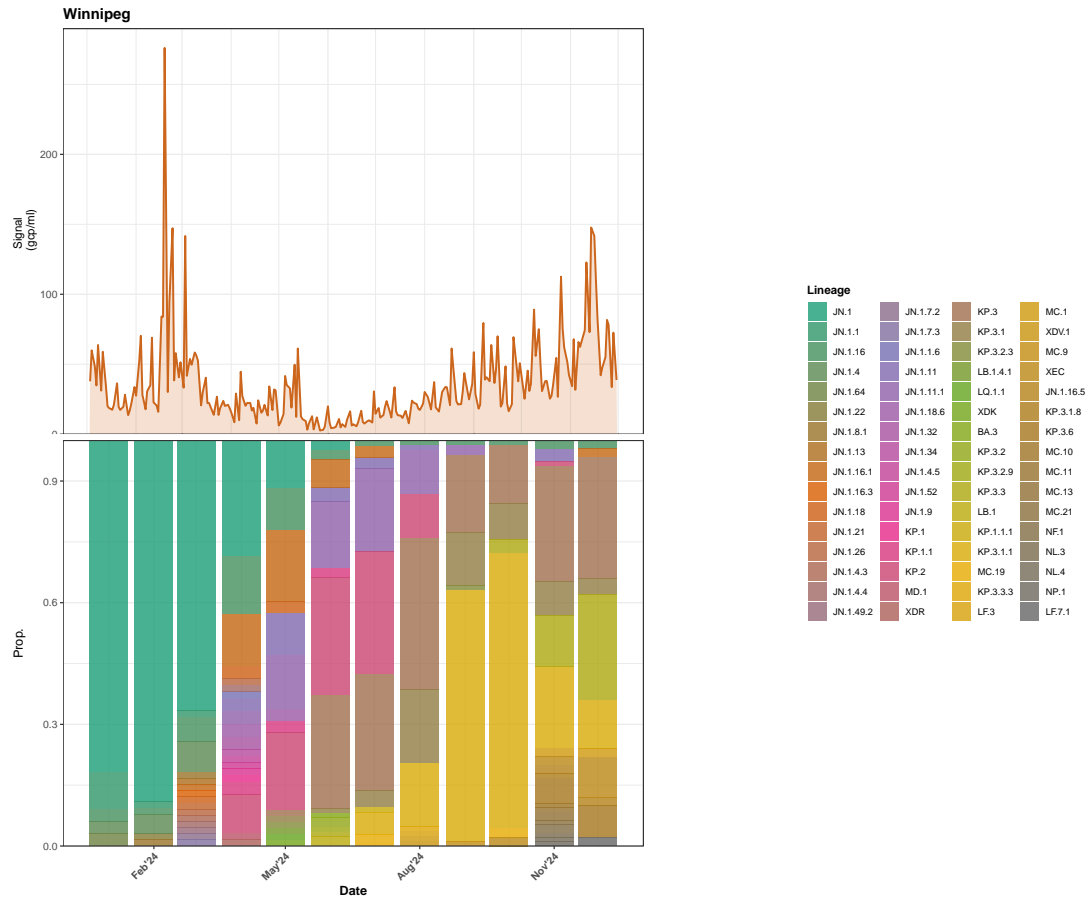 Winnipeg
200
100
0
Signal
(gcp/ml)
0.9
0.6
0.3
0.0
Prop.
Feb'24
May'24
Aug'24
Nov'24
Date
Lineage
JN.1
JN.1.1
JN.1.16
JN.1.4
JN.1.64
JN.1.22
JN.1.8.1
JN.1.13
JN.1.16.1
JN.1.16.3
JN.1.18
JN.1.21
JN.1.26
JN.1.4.3
JN.1.4.4
JN.1.49.2
JN.1.7.2
JN.1.7.3
JN.1.1.6
JN.1.11
JN.1.11.1
JN.1.18.6
JN.1.32
JN.1.34
JN.1.4.5
JN.1.52
JN.1.9
KP.1
KP.1.1
KP.2
MD.1
XDR
KP.3
KP.3.1
KP.3.2.3
LB.1.4.1
LQ.1.1
XDK
BA.3
KP.3.2
KP.3.2.9
KP.3.3
LB.1
KP.1.1.1
KP.3.1.1
MC.19
KP.3.3.3
LF.3
MC.1
XDV.1
MC.9
XEC
JN.1.16.5
KP.3.1.8
KP.3.6
MC.10
MC.11
MC.13
MC.21
NF.1
NL.3
NL.4
NP.1
LF.7.1